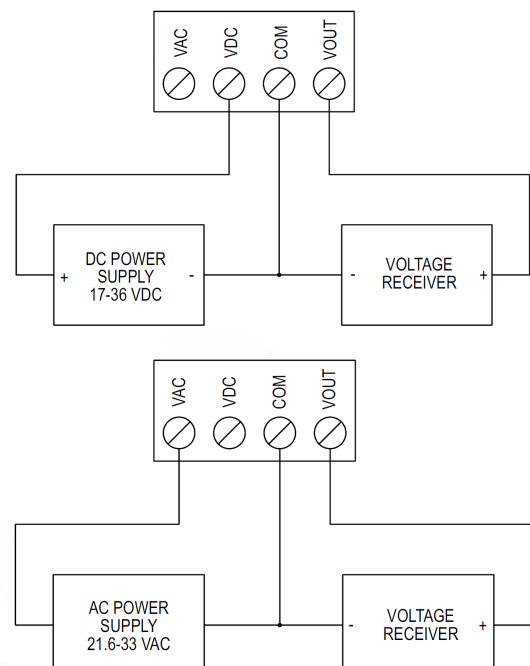 VAC VDC COM VOUT
+ DC POWER - - VOLTAGE +
SUPPLY RECEIVER
17-36 VDC
VAC VDC COM VOUT
AC POWER - VOLTAGE +
SUPPLY RECEIVER
21.6-33 VAC